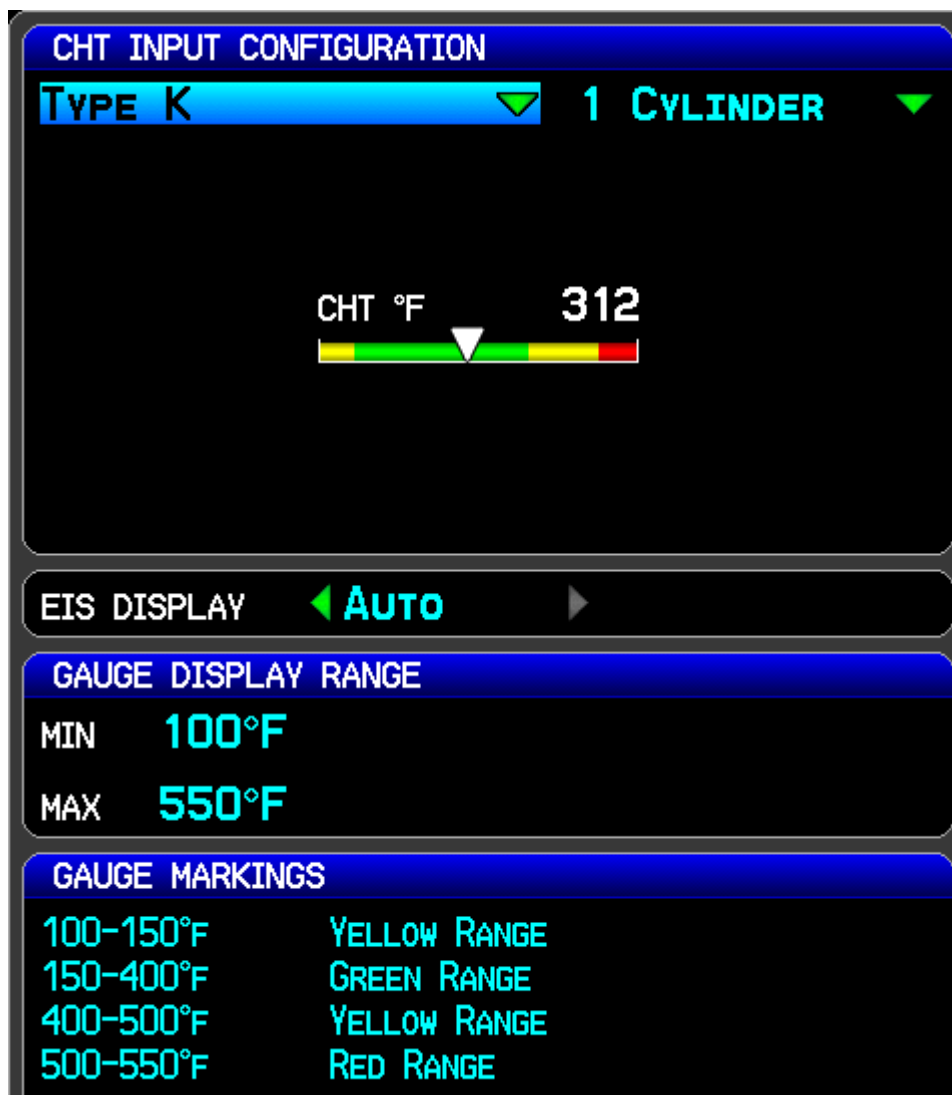 CHT INPUT CONFIGURATION
TYPE K 1 CYLINDER
CHT °F 312
EIS DISPLAY AUTO
GAUGE DISPLAY RANGE
MIN 100°F
MAX 550°F
GAUGE MARKINGS
100-150°F YELLOW RANGE
150-400°F GREEN RANGE
400-500°F YELLOW RANGE
500-550°F RED RANGE